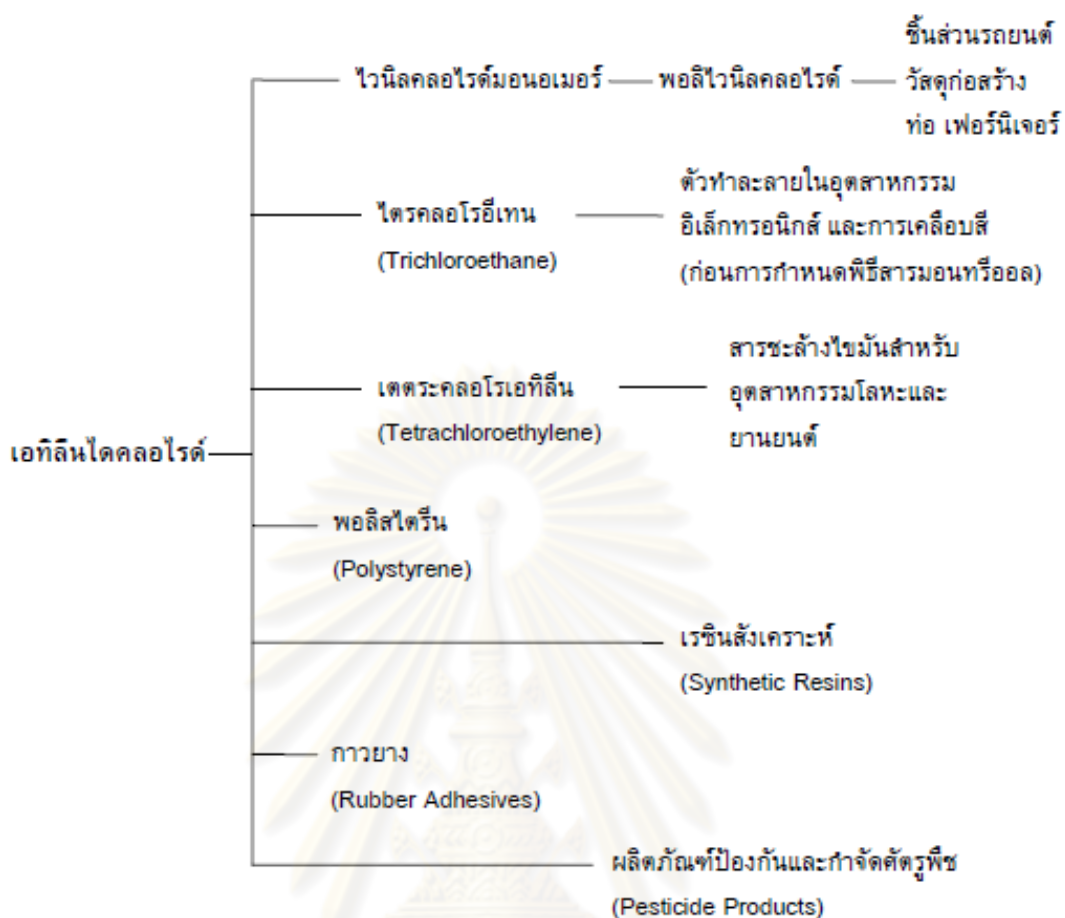 ชิ้นส่วนรถยนต์
ไวนิลคลอไรด์มอนอเมอร์ พอลิไวนิลคลอไรด์ วัสดุก่อสร้าง
ท่อ เฟอร์นิเจอร์
ตัวทำละลายในอุตสาหกรรม
ไตรคลอโรอีเทน อิเล็กทรอนิกส์ และการเคลือบสี
(Trichloroethane) (ก่อนการกำหนดพิธีสารมอนทรีออล)
สารชะล้างไขมันสำหรับ
เตตระคลอโรเอทิลีน อุตสาหกรรมโลหะและ
(Tetrachloroethylene) ยานยนต์
เอทิลีนไดคลอไรด์
พอลิสไตรีน
(Polystyrene)
เรซินสังเคราะห์
(Synthetic Resins)
กาวยาง
(Rubber Adhesives)
ผลิตภัณฑ์ป้องกันและกำจัดศัตรูพืช
(Pesticide Products)